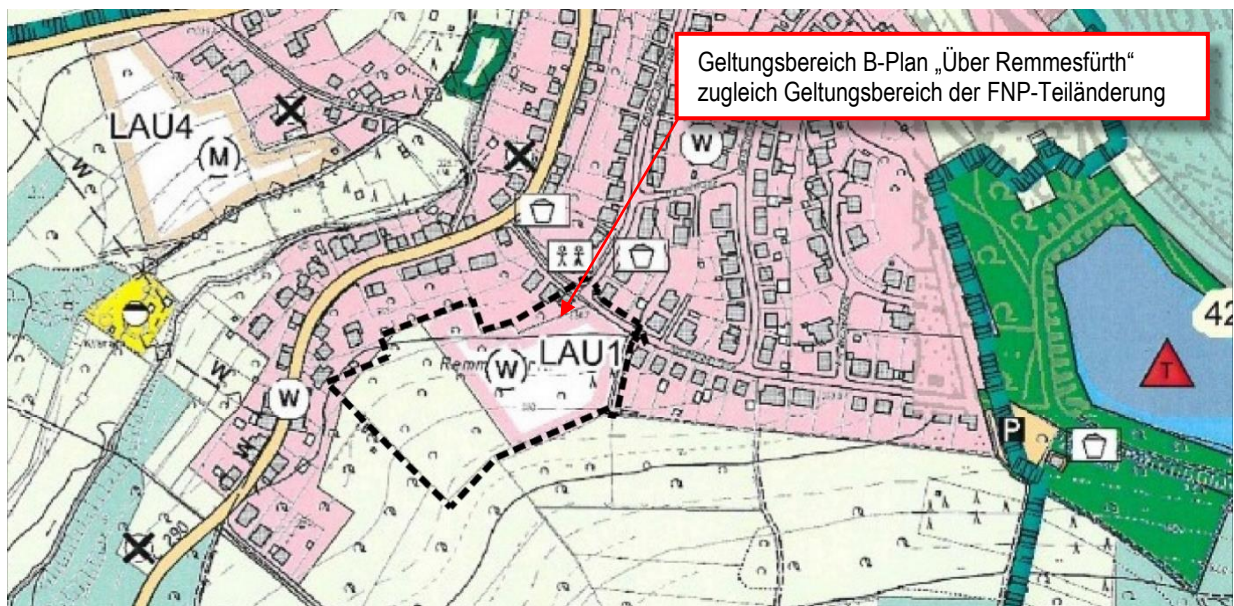 Geltungsbereich B-Plan „Über Remmesfürth“
zugleich Geltungsbereich der FNP-Teiländerung
LAU4
M
W
W
W
LAU1
W
W
W
290
P
T
42